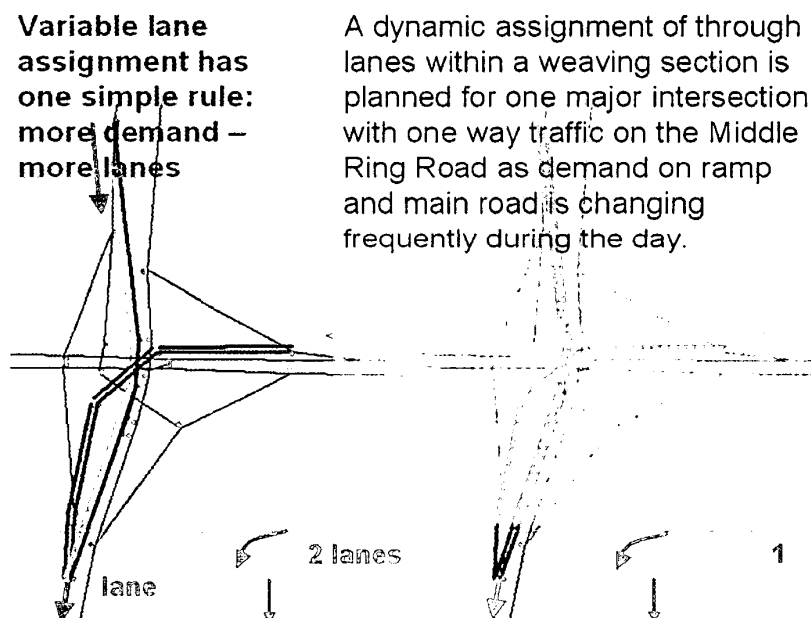 Variable lane
assignment has
one simple rule:
more demand –
more lanes
A dynamic assignment of through
lanes within a weaving section is
planned for one major intersection
with one way traffic on the Middle
Ring Road as demand on ramp
and main road is changing
frequently during the day.
2 lanes
1
lane